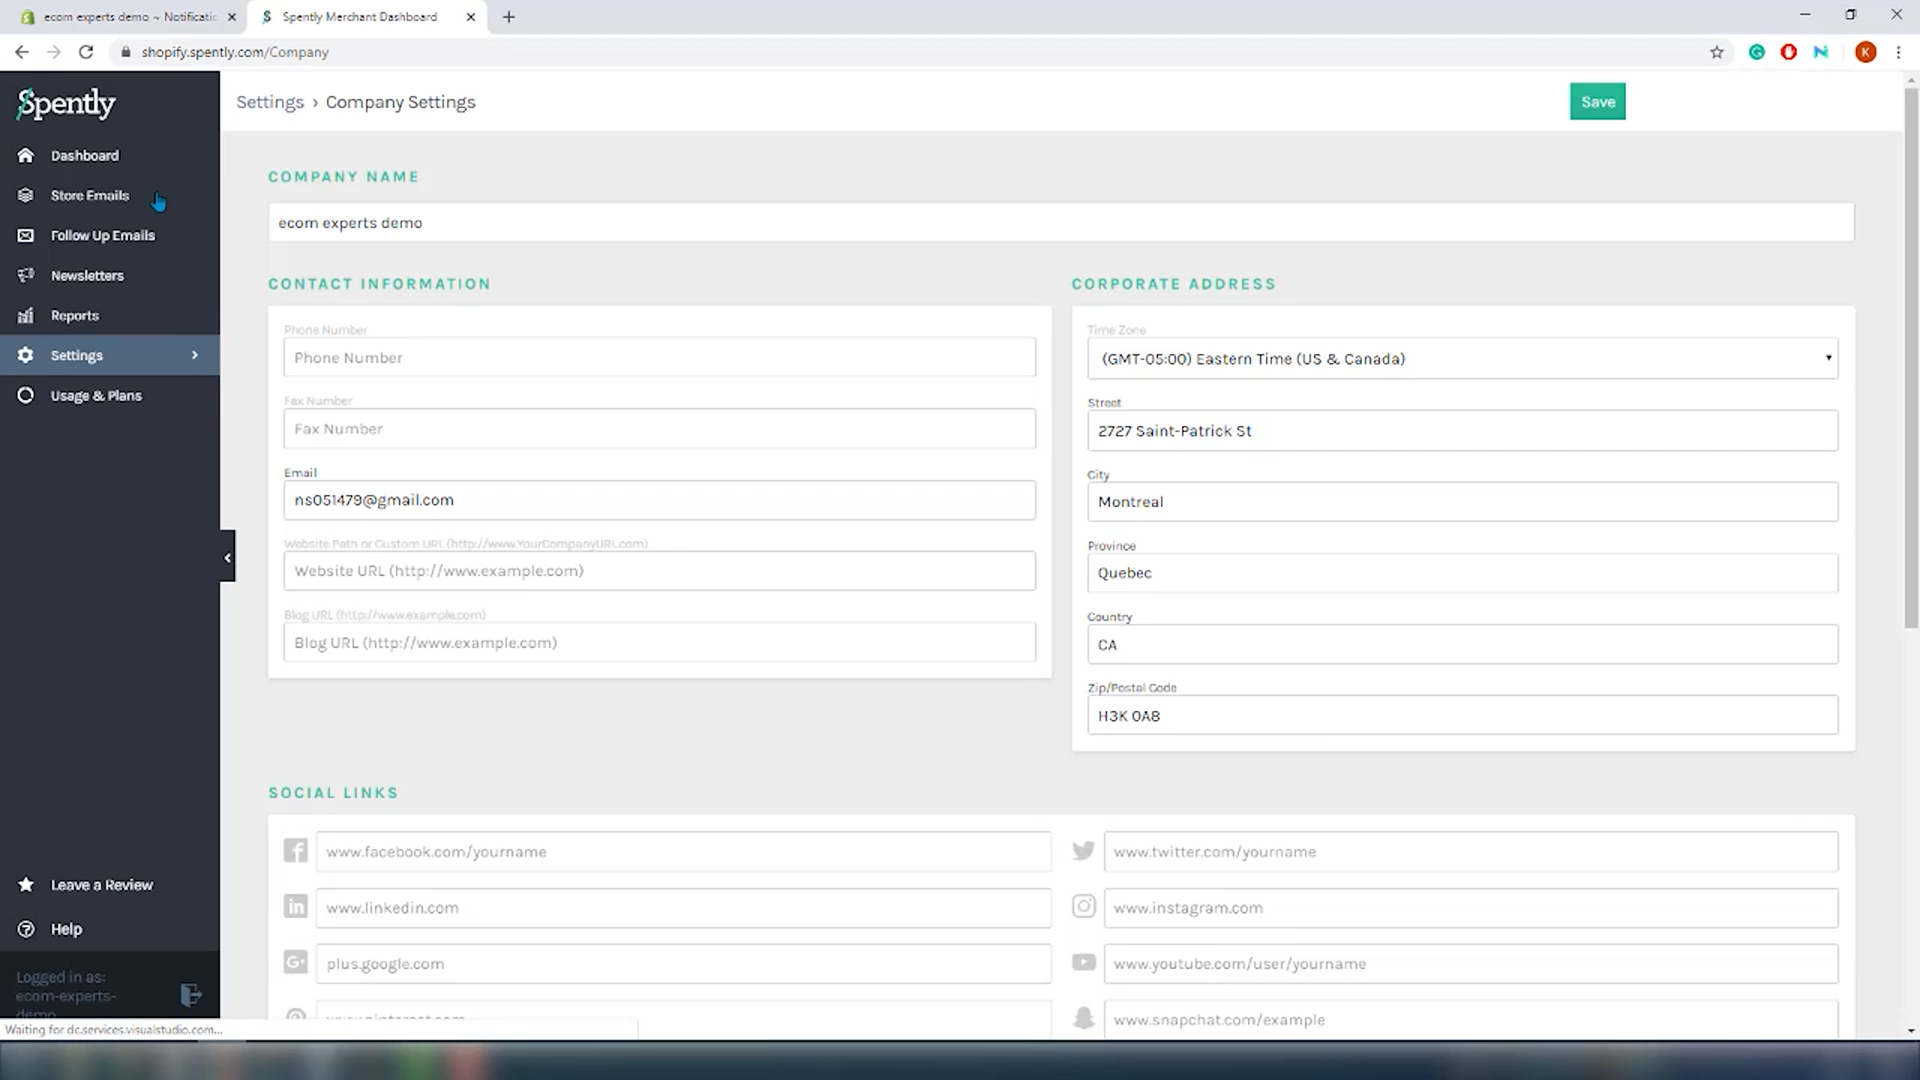 ecom experts demo ~ Notificatic
Spently Merchant Dashboard
shopify.spently.com/Company
K
Spently
Settings › Company Settings
Save
Dashboard
Store Emails
Follow Up Emails
Newsletters
Reports
Settings
Usage & Plans
COMPANY NAME
ecom experts demo
CONTACT INFORMATION
Phone Number
Phone Number
Fax Number
Fax Number
Email
ns051479@gmail.com
Website Path or Custom URL (http://www.YourCompanyURL.com)
Website URL (http://www.example.com)
Blog URL (http://www.example.com)
Blog URL (http://www.example.com)
CORPORATE ADDRESS
Time Zone
(GMT-05:00) Eastern Time (US & Canada)
Street
2727 Saint-Patrick St
City
Montreal
Province
Quebec
Country
CA
Zip/Postal Code
H3K 0A8
SOCIAL LINKS
www.facebook.com/yourname
www.twitter.com/yourname
www.linkedin.com
www.instagram.com
plus.google.com
www.youtube.com/user/yourname
www.pinterest.com
www.snapchat.com/example
Leave a Review
Help
Logged in as:
ecom-experts-
demo
Waiting for dc.services.visualstudio.com...